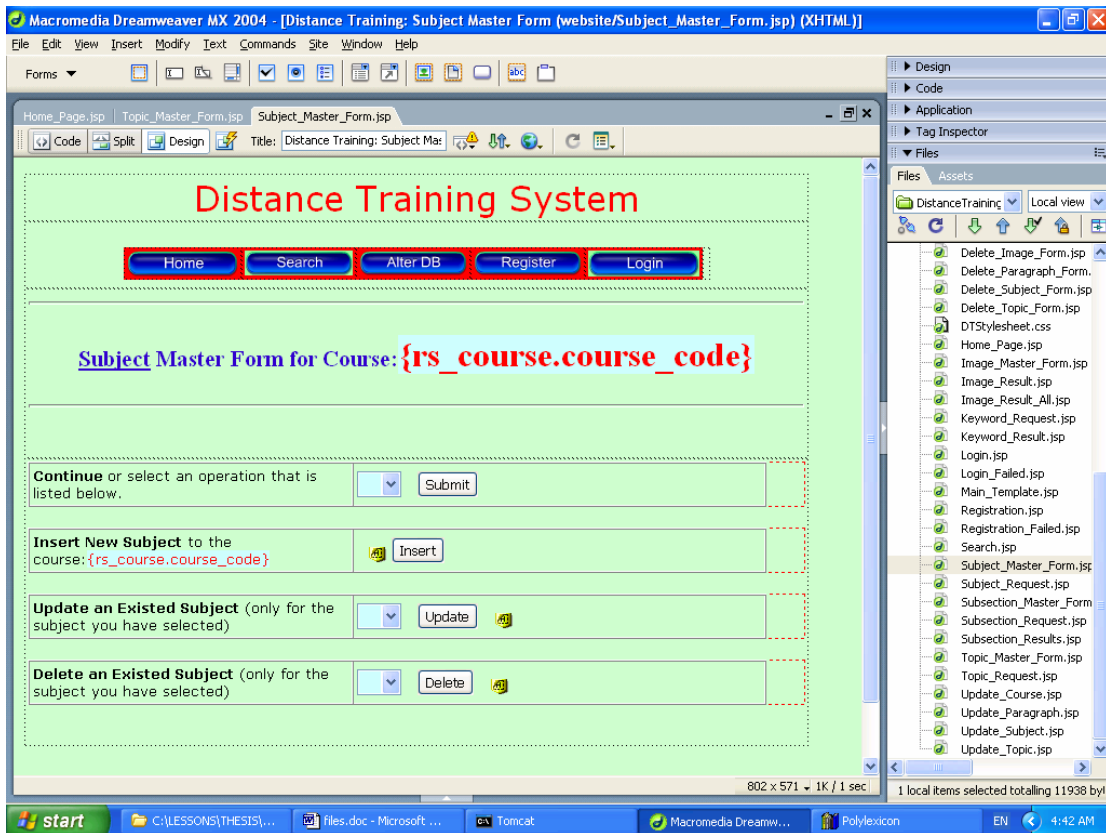 Macromedia Dreamweaver MX 2004 - [Distance Training: Subject Master Form (website/Subject_Master_Form.jsp) (XHTML)]
File Edit View Insert Modify Text Commands Site Window Help
Forms
abc
Home_Page.jsp Topic_Master_Form.jsp Subject_Master_Form.jsp
Code Split Design Title: Distance Training: Subject Mas
Distance Training System
Home Search Alter DB Register Login
Subject Master Form for Course:{rs_course.course_code}
Continue or select an operation that is
listed below.
Submit
Insert New Subject to the
course:{rs_course.course_code}
Insert
Update an Existed Subject (only for the
subject you have selected)
Update
Delete an Existed Subject (only for the
subject you have selected)
Delete
802 x 571 1K / 1 sec
Design
Code
Application
Tag Inspector
Files
Files Assets
DistanceTraining Local view
Delete_Image_Form.jsp
Delete_Paragraph_Form.
Delete_Subject_Form.jsp
Delete_Topic_Form.jsp
DTStylesheet.css
Home_Page.jsp
Image_Master_Form.jsp
Image_Result.jsp
Image_Result_All.jsp
Keyword_Request.jsp
Keyword_Result.jsp
Login.jsp
Login_Failed.jsp
Main_Template.jsp
Registration.jsp
Registration_Failed.jsp
Search.jsp
Subject_Master_Form.jsp
Subject_Request.jsp
Subsection_Master_Form
Subsection_Request.jsp
Subsection_Results.jsp
Topic_Master_Form.jsp
Topic_Request.jsp
Update_Course.jsp
Update_Paragraph.jsp
Update_Subject.jsp
Update_Topic.jsp
1 local items selected totalling 11938 byt
start C:\LESSONS\THESIS\... files.doc - Microsoft ... Tomcat Macromedia Dreamw... Polylexicon EN 4:42 AM